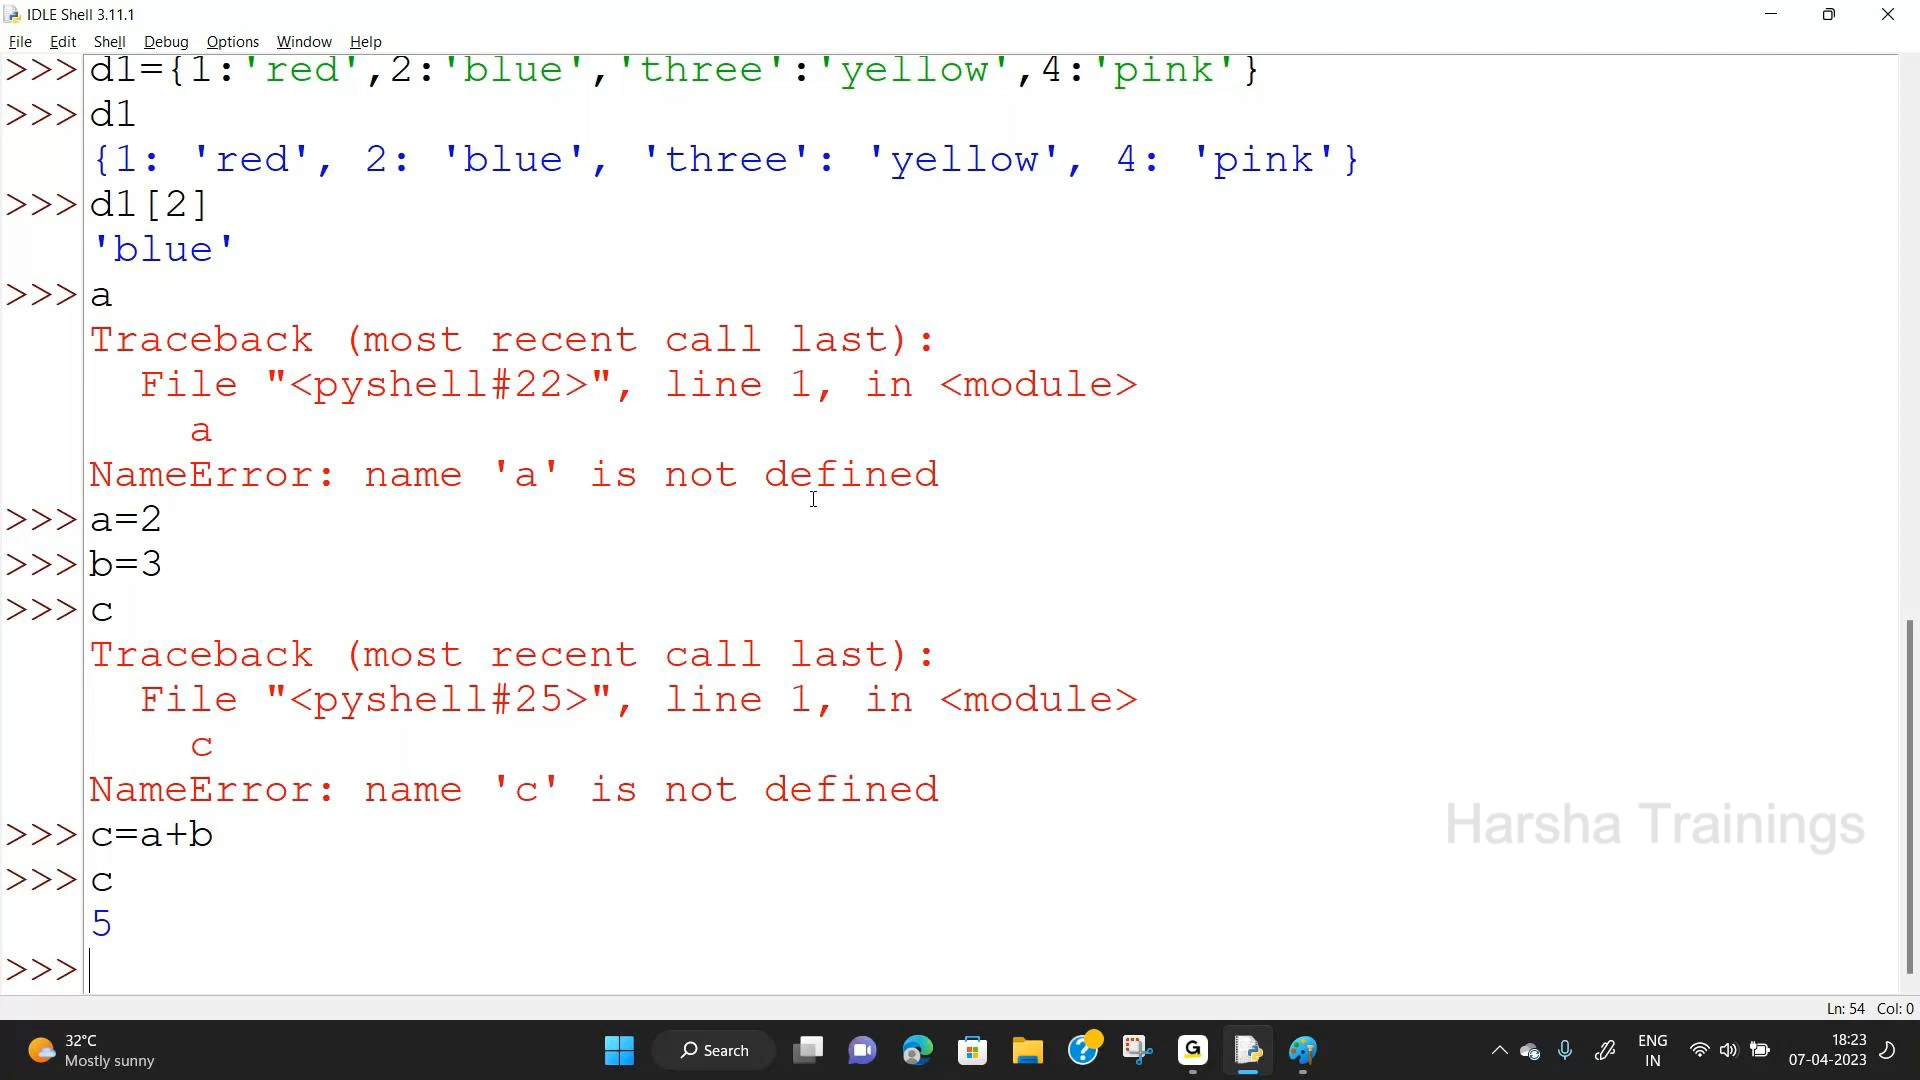 IDLE Shell 3.11.1
File Edit Shell Debug Options Window Help
>>> d1={1:'red',2:'blue','three':'yellow',4:'pink'}
>>> d1
{1: 'red', 2: 'blue', 'three': 'yellow', 4: 'pink'}
>>> d1[2]
'blue'
>>> a
Traceback (most recent call last):
  File "<pyshell#22>", line 1, in <module>
    a
NameError: name 'a' is not defined
>>> a=2
>>> b=3
>>> c
Traceback (most recent call last):
  File "<pyshell#25>", line 1, in <module>
    c
NameError: name 'c' is not defined
>>> c=a+b
>>> c
5
>>>
Harsha Trainings
Ln: 54 Col: 0
32°C
Mostly sunny
Search
G
ENG
IN
18:23
07-04-2023